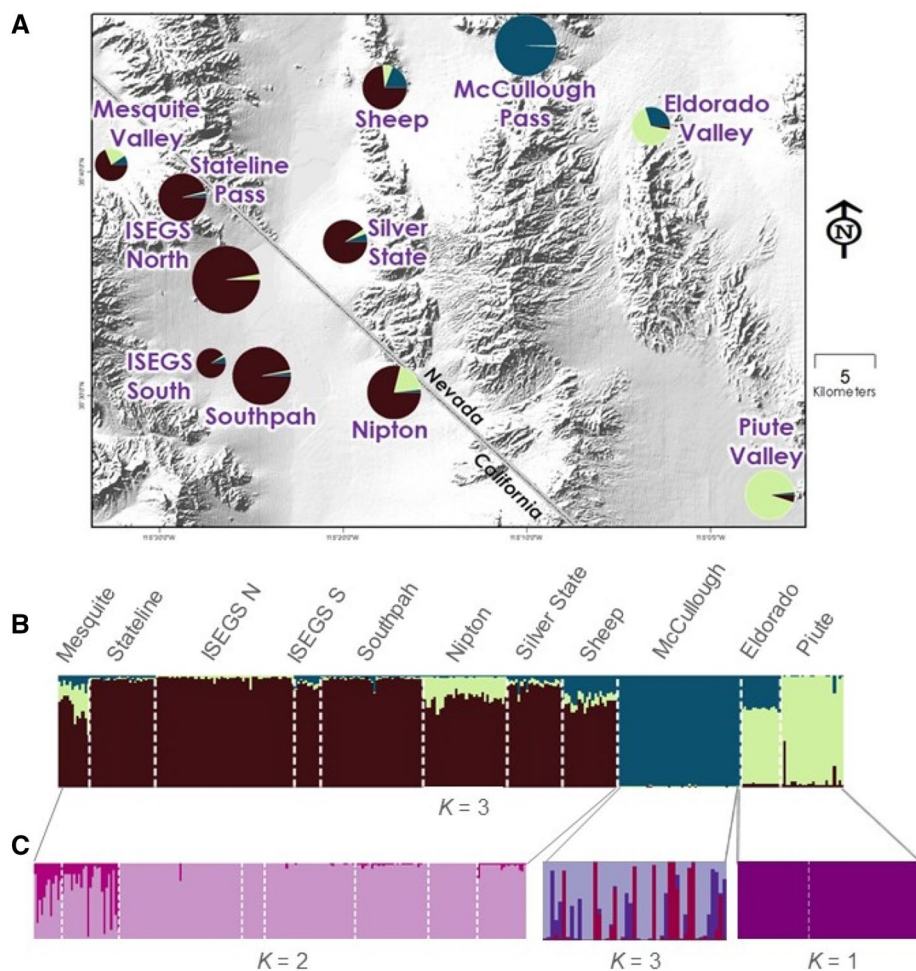 A
Mesquite
Valley
Stateline
Pass
ISEGS
North
ISEGS
South
Southpah
Nipton
Silver
State
Sheep
McCullough
Pass
Eldorado
Valley
Piute
Valley
Nevada
California
N
5
Kilometers
B
Mesquite
Stateline
ISEGS N
ISEGS S
Southpah
Nipton
Silver State
Sheep
McCullough
Eldorado
Piute
K = 3
C
K = 2
K = 3
K = 1